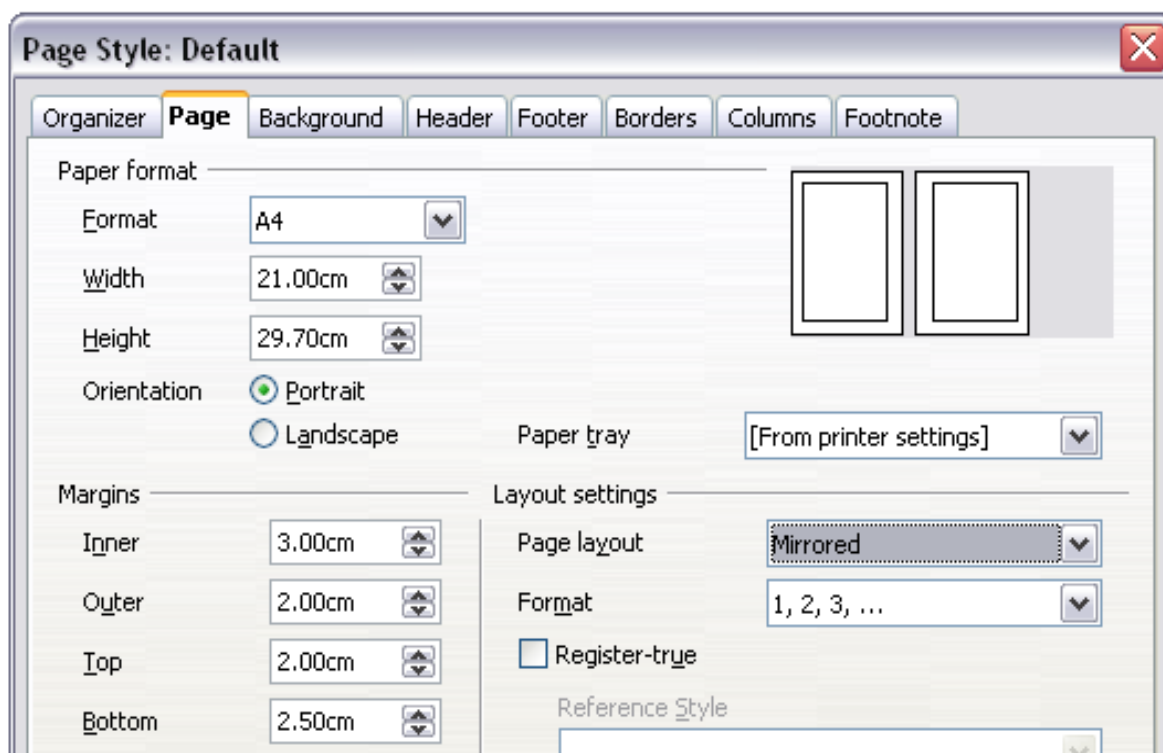 Page Style: Default
Organizer Page Background Header Footer Borders Columns Footnote
Paper format
Format A4
Width 21.00cm
Height 29.70cm
Orientation Portrait
Landscape
Paper tray [From printer settings]
Margins
Inner 3.00cm
Outer 2.00cm
Top 2.00cm
Bottom 2.50cm
Layout settings
Page layout Mirrored
Format 1, 2, 3, ...
Register-true
Reference Style